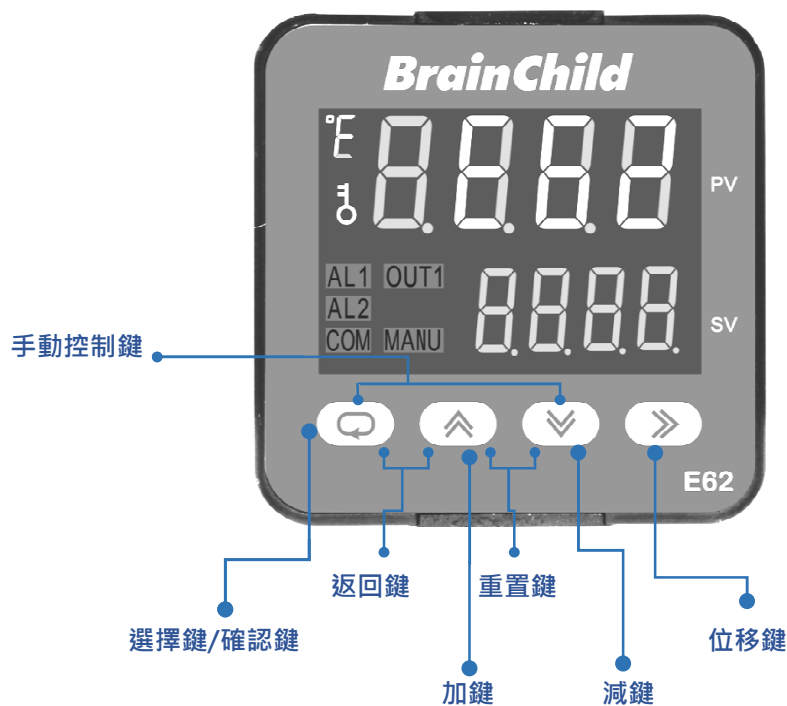 BrainChild
PV
AL1 OUT1
AL2
COM MANU
SV
手動控制鍵
E62
返回鍵
重置鍵
選擇鍵/確認鍵
位移鍵
加鍵
減鍵